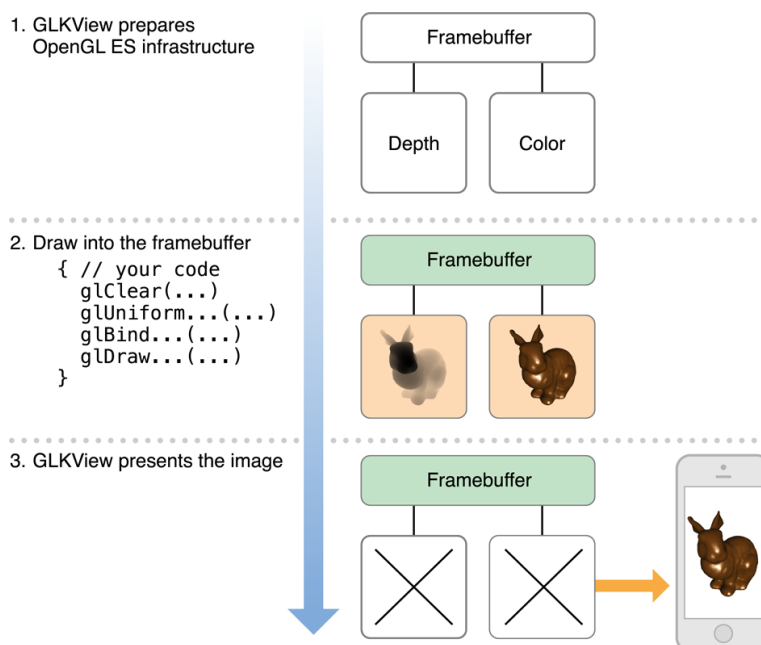 1. GLKView prepares
OpenGL ES infrastructure
Framebuffer
Depth
Color
2. Draw into the framebuffer
{ // your code
glClear(...)
glUniform...(...)
glBind...(...)
glDraw...(...)
}
Framebuffer
3. GLKView presents the image
Framebuffer